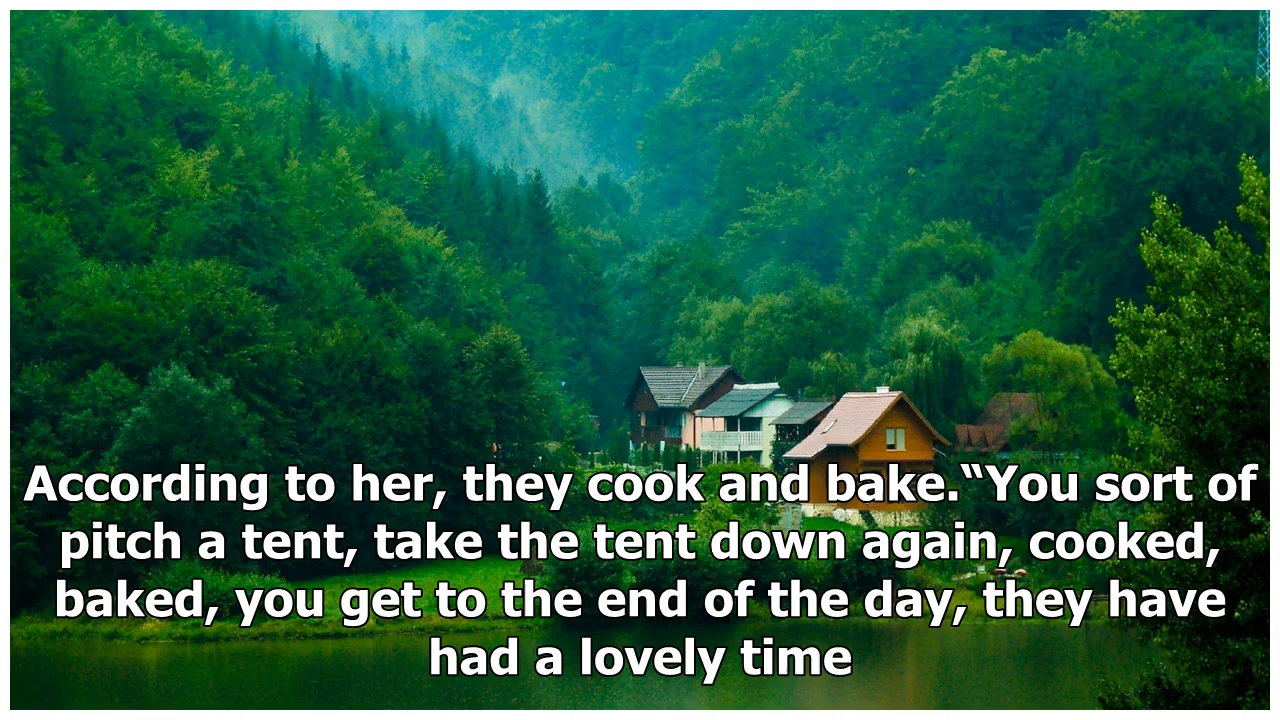 According to her, they cook and bake.“You sort of
pitch a tent, take the tent down again, cooked,
baked, you get to the end of the day, they have
had a lovely time